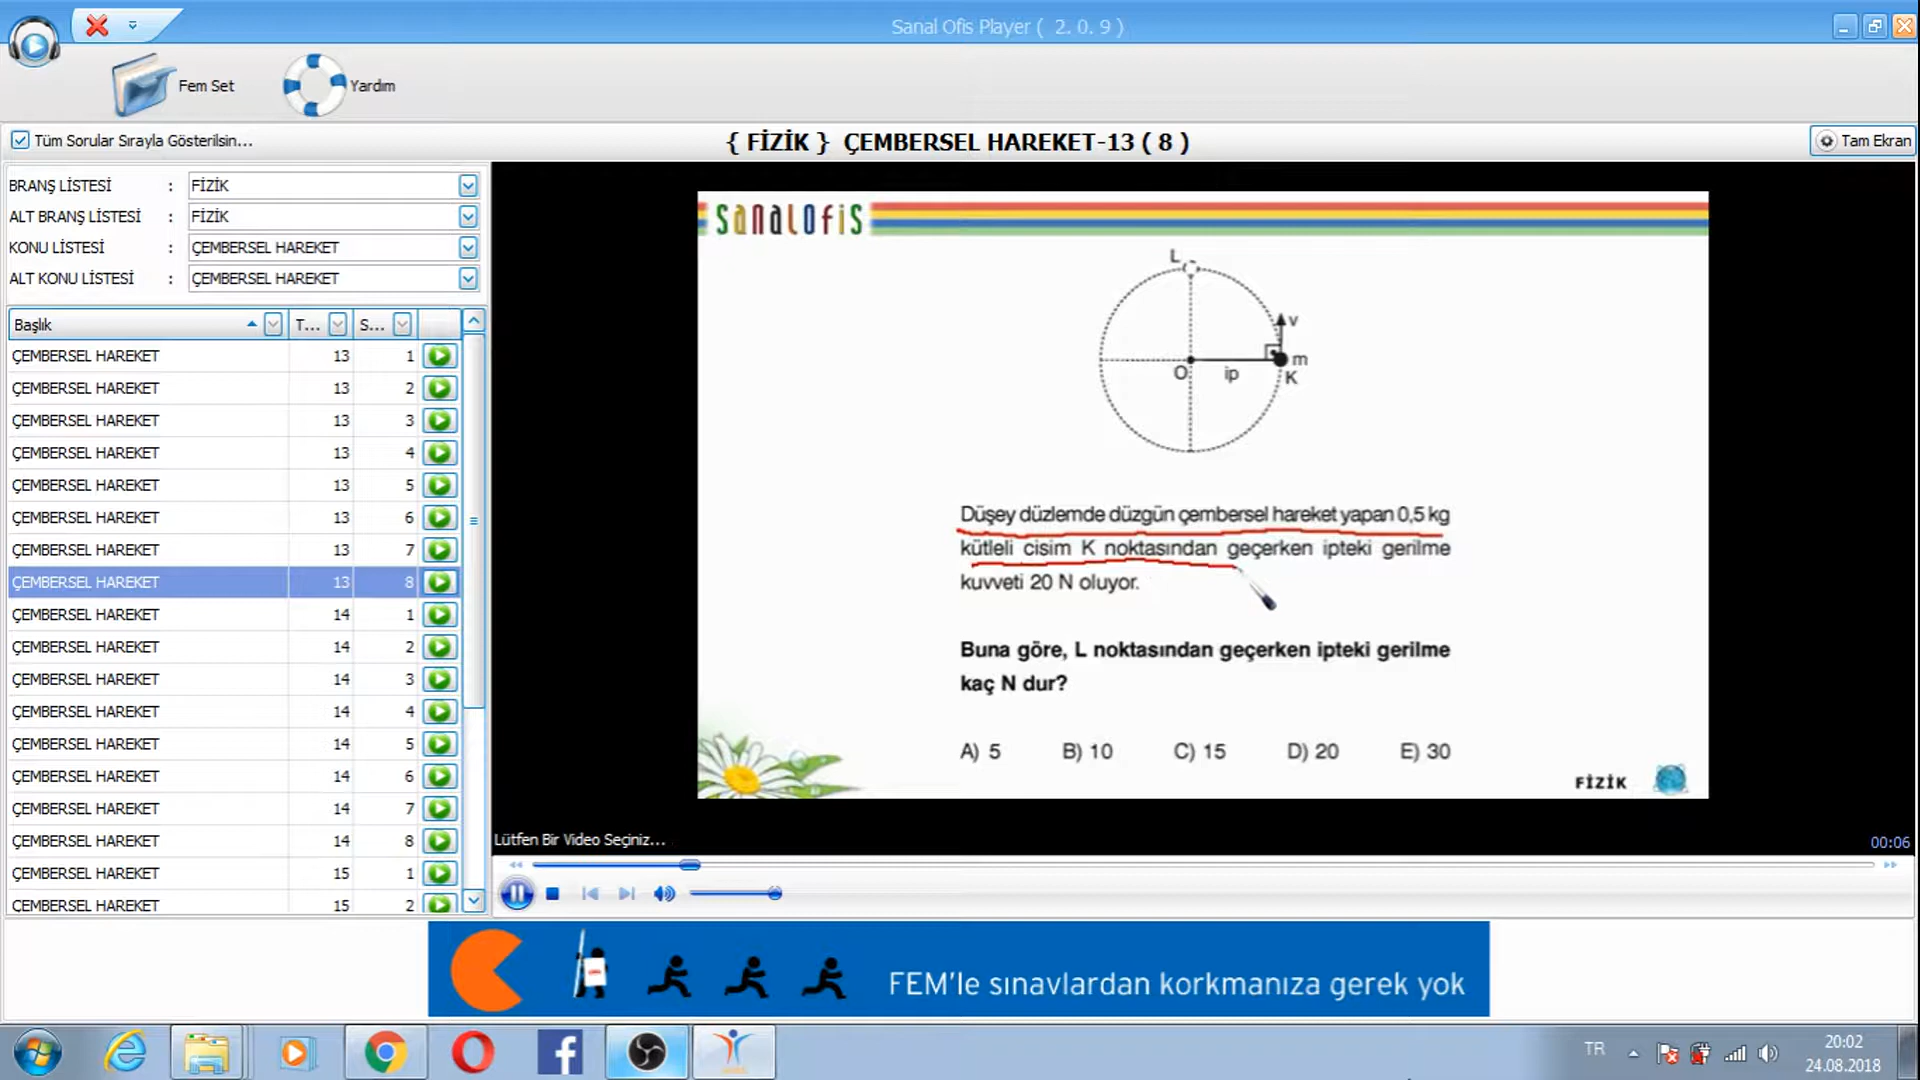 Sanal Ofis Player ( 2. 0. 9 )
Fem Set
Yardım
Tüm Sorular Sırayla Gösterilsin...
{ FİZİK } ÇEMBERSEL HAREKET-13 ( 8 )
Tam Ekran
BRANŞ LİSTESİ : FİZİK
ALT BRANŞ LİSTESİ : FİZİK
KONU LİSTESİ : ÇEMBERSEL HAREKET
ALT KONU LİSTESİ : ÇEMBERSEL HAREKET
Başlık T... S...
ÇEMBERSEL HAREKET 13 1
ÇEMBERSEL HAREKET 13 2
ÇEMBERSEL HAREKET 13 3
ÇEMBERSEL HAREKET 13 4
ÇEMBERSEL HAREKET 13 5
ÇEMBERSEL HAREKET 13 6
ÇEMBERSEL HAREKET 13 7
ÇEMBERSEL HAREKET 13 8
ÇEMBERSEL HAREKET 14 1
ÇEMBERSEL HAREKET 14 2
ÇEMBERSEL HAREKET 14 3
ÇEMBERSEL HAREKET 14 4
ÇEMBERSEL HAREKET 14 5
ÇEMBERSEL HAREKET 14 6
ÇEMBERSEL HAREKET 14 7
ÇEMBERSEL HAREKET 14 8
ÇEMBERSEL HAREKET 15 1
ÇEMBERSEL HAREKET 15 2
sanalofis
L
v
m
O ip K
Düşey düzlemde düzgün çembersel hareket yapan 0,5 kg
kütleli cisim K noktasından geçerken ipteki gerilme
kuvveti 20 N oluyor.
Buna göre, L noktasından geçerken ipteki gerilme
kaç N dur?
A) 5 B) 10 C) 15 D) 20 E) 30
FİZİK
Lütfen Bir Video Seçiniz...
00:06
FEM'le sınavlardan korkmanıza gerek yok
TR
20:02
24.08.2018